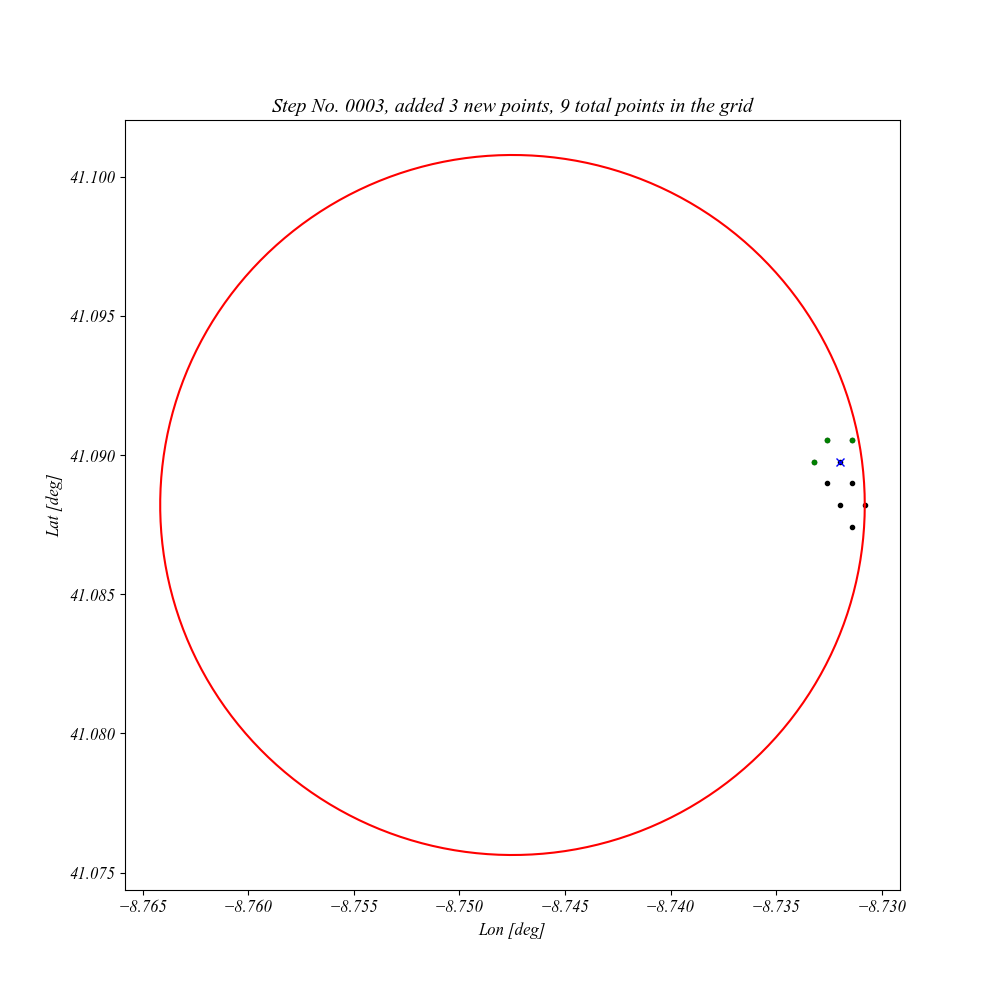 Step No. 0003, added 3 new points, 9 total points in the grid
41.100
41.095
41.090
41.085
41.080
41.075
Lat [deg]
−8.765 −8.760 −8.755 −8.750 −8.745 −8.740 −8.735 −8.730
Lon [deg]